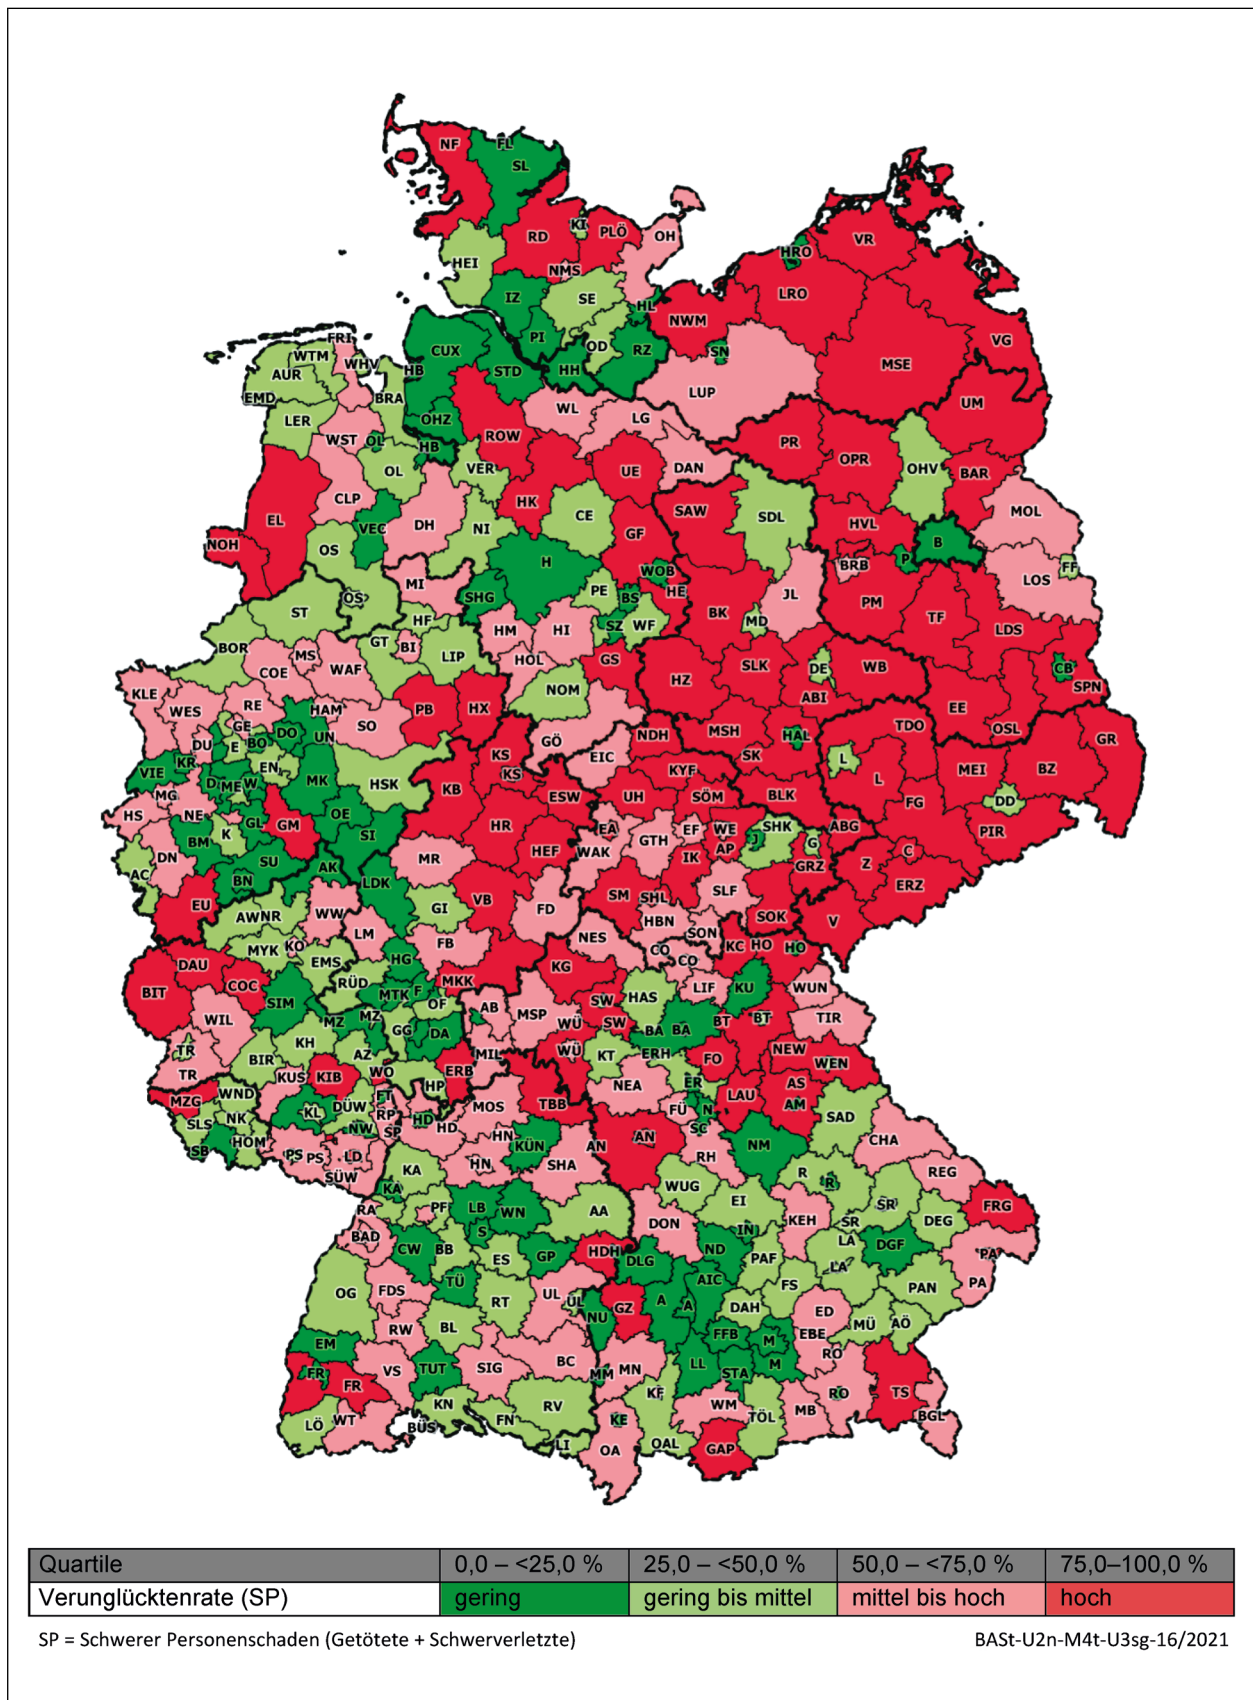 NF
FL
SL
RD
KI
PLÖ
OH
HEI
NMS
HRO
VR
IZ
SE
LRO
HL
NWM
PI
OD
RZ
SN
VG
FRI
WTM
WHV
CUX
HB
STD
HH
MSE
AUR
EMD
BRA
LUP
UM
LER
OHZ
WL
LG
WST
OL
HB
ROW
PR
OPR
OHV
BAR
OL
VER
UE
DAN
CLP
HK
SAW
SDL
MOL
EL
VEC
DH
NI
CE
GF
HVL
B
NOH
OS
H
WOB
BRB
P
FF
LOS
MI
SHG
PE
BS
HE
JL
PM
TF
ST
OS
HF
SZ
WF
BK
MD
LDS
BOR
GT
BI
HM
HI
MS
COE
WAF
LIP
HOL
GS
HZ
SLK
DE
WB
CB
SPN
KLE
WES
RE
HAM
SO
PB
HX
NOM
ABI
EE
OSL
GE
DO
UN
DU
E
BO
GÖ
NDH
MSH
HAL
TDO
GR
VIE
KR
EN
EIC
SK
L
L
MEI
BZ
D
ME
W
MK
HSK
KS
KS
KYF
MG
NE
KB
ESW
UH
SÖM
BLK
FG
DD
HS
GL
GM
OE
K
BM
SI
HR
EA
EF
WE
SHK
ABG
PIR
DN
SU
MR
HEF
WAK
GTH
AP
J
G
C
AC
BN
AK
LDK
IK
GRZ
Z
ERZ
EU
VB
SM
SHL
SLF
AW
NR
WW
GI
FD
HBN
SOK
V
MYK
KO
LM
FB
NES
SON
DAU
EMS
HG
CO
CO
KC
HO
HO
BIT
COC
RÜD
MKK
KG
LIF
KU
WUN
SIM
MTK
F
OF
AB
MSP
SW
HAS
WIL
MZ
MZ
GG
DA
WÜ
SW
BA
BA
BT
BT
TIR
TR
KH
AZ
MIL
WÜ
KT
ERH
NEW
TR
BIR
KUS
KIB
WO
ERB
NEA
FO
WEN
MZG
WND
HP
TBB
ER
LAU
AS
AM
NK
SLS
KL
DÜW
FT
RP
MOS
FÜ
N
SAD
HOM
NW
SP
HD
HD
HN
KÜN
AN
AN
SC
NM
CHA
SB
PS
PS
LD
SÜW
KA
HN
SHA
RH
REG
KA
WUG
R
R
RA
PF
LB
WN
AA
EI
FRG
S
DON
KEH
SR
SR
DEG
BAD
CW
BB
ES
GP
HDH
IN
LA
DLG
ND
DGF
PA
PA
TÜ
PAF
LA
OG
FDS
RT
UL
UL
AIC
FS
PAN
NU
GZ
A
A
DAH
ED
MÜ
AÖ
RW
BL
FFB
M
EBE
EM
RO
FR
FR
VS
TUT
SIG
BC
MM
MN
LL
STA
M
KF
TS
LÖ
WT
KN
BÜS
FN
RV
KE
WM
TÖL
MB
RO
BGL
LI
OA
OAL
GAP
Quartile 0,0 – <25,0 % 25,0 – <50,0 % 50,0 – <75,0 % 75,0–100,0 %
Verunglücktenrate (SP) gering gering bis mittel mittel bis hoch hoch
SP = Schwerer Personenschaden (Getötete + Schwerverletzte) BASt-U2n-M4t-U3sg-16/2021